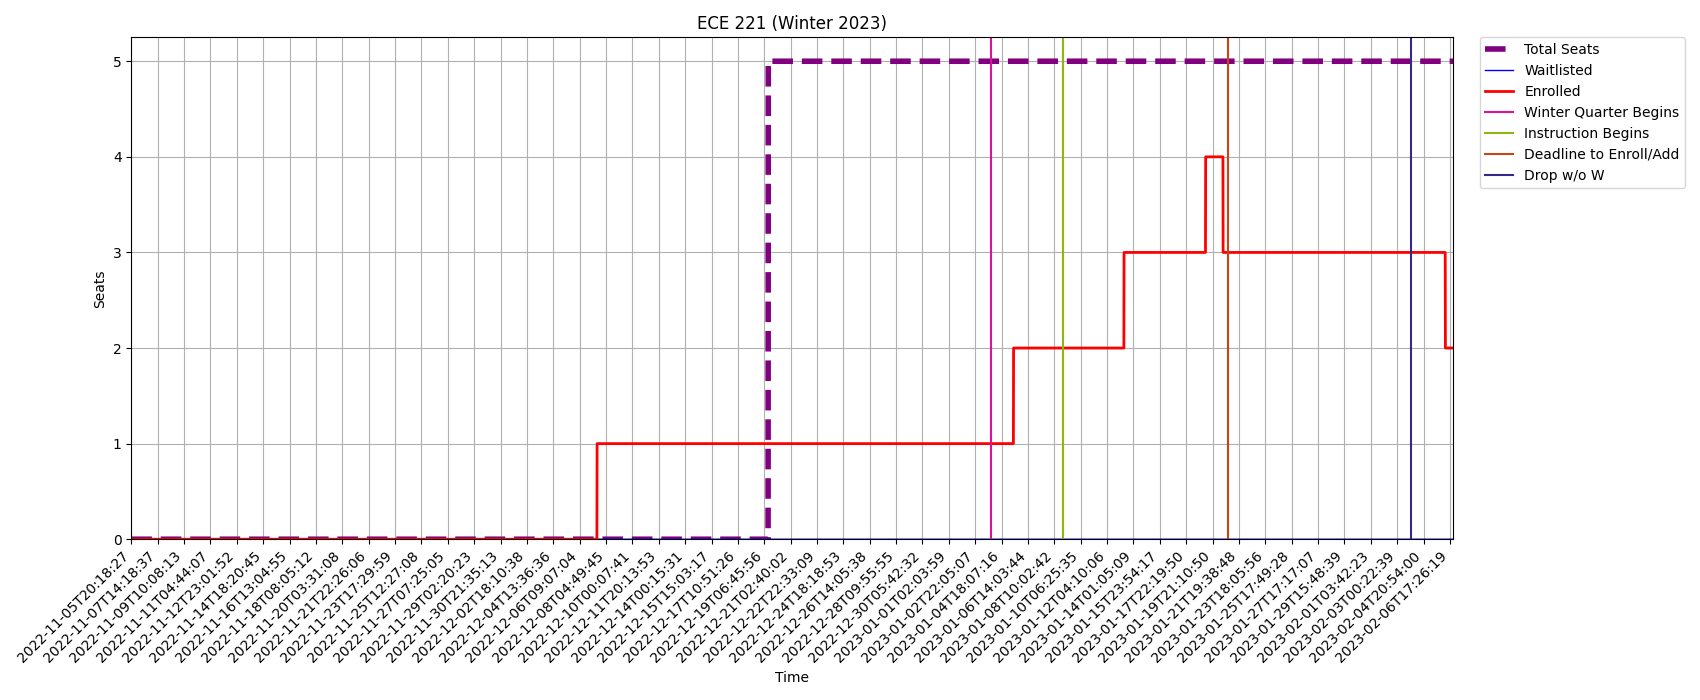 ECE 221 (Winter 2023)
Total Seats
Waitlisted
Enrolled
Winter Quarter Begins
Instruction Begins
Deadline to Enroll/Add
Drop w/o W
Seats
5
4
3
2
1
0
2022-11-05T20:18:27
2022-11-07T14:18:37
2022-11-09T10:08:13
2022-11-11T04:44:07
2022-11-12T23:01:52
2022-11-14T18:20:45
2022-11-16T13:04:55
2022-11-18T08:05:12
2022-11-20T03:31:08
2022-11-21T22:26:06
2022-11-23T17:29:59
2022-11-25T12:27:08
2022-11-27T07:25:05
2022-11-29T02:20:23
2022-11-30T21:35:13
2022-12-02T18:10:38
2022-12-04T13:36:36
2022-12-06T09:07:04
2022-12-08T04:49:45
2022-12-10T00:07:41
2022-12-11T20:13:53
2022-12-14T00:15:31
2022-12-15T15:03:17
2022-12-17T10:51:26
2022-12-19T06:45:56
2022-12-21T02:40:02
2022-12-22T22:33:09
2022-12-24T18:18:53
2022-12-26T14:05:38
2022-12-28T09:55:55
2022-12-30T05:42:32
2023-01-01T02:03:59
2023-01-02T22:05:07
2023-01-04T18:07:16
2023-01-06T14:03:44
2023-01-08T10:02:42
2023-01-10T06:25:35
2023-01-12T04:10:06
2023-01-14T01:05:09
2023-01-15T23:54:17
2023-01-17T22:19:50
2023-01-19T21:10:50
2023-01-21T19:38:48
2023-01-23T18:05:56
2023-01-25T17:49:28
2023-01-27T17:17:07
2023-01-29T15:48:39
2023-02-01T03:42:23
2023-02-03T00:22:39
2023-02-04T20:54:00
2023-02-06T17:26:19
Time